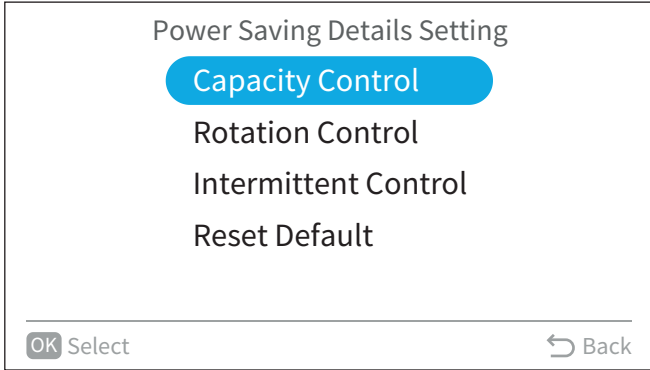 Power Saving Details Setting
Capacity Control
Rotation Control
Intermittent Control
Reset Default
OK Select
Back